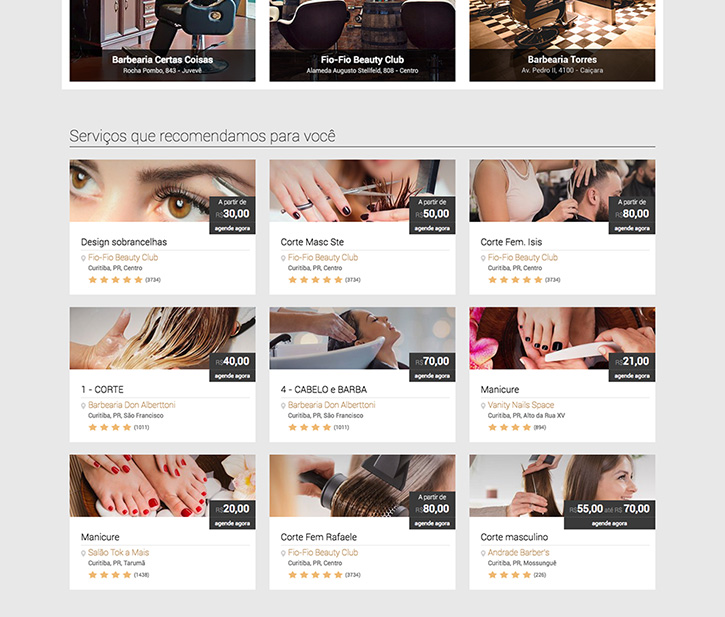 Barbearia Certas Coisas
Rocha Pombo, 843 - Juvevê
Fio-Fio Beauty Club
Alameda Augusto Stellfeld, 808 - Centro
Barbearia Torres
Av. Pedro II, 4100 - Caiçara
Serviços que recomendamos para você
A partir de
R$30,00
agende agora
Design sobrancelhas
Fio-Fio Beauty Club
Curitiba, PR, Centro
(3734)
A partir de
R$50,00
agende agora
Corte Masc Ste
Fio-Fio Beauty Club
Curitiba, PR, Centro
(3734)
A partir de
R$80,00
agende agora
Corte Fem. Isis
Fio-Fio Beauty Club
Curitiba, PR, Centro
(3734)
R$40,00
agende agora
1 - CORTE
Barbearia Don Alberttoni
Curitiba, PR, São Francisco
(1011)
R$70,00
agende agora
4 - CABELO e BARBA
Barbearia Don Alberttoni
Curitiba, PR, São Francisco
(1011)
R$21,00
agende agora
Manicure
Vanity Nails Space
Curitiba, PR, Alto da Rua XV
(894)
R$20,00
agende agora
Manicure
Salão Tok a Mais
Curitiba, PR, Tarumã
(1438)
A partir de
R$80,00
agende agora
Corte Fem Rafaele
Fio-Fio Beauty Club
Curitiba, PR, Centro
(3734)
R$55,00 até R$ 70,00
agende agora
Corte masculino
Andrade Barber's
Curitiba, PR, Mossunguê
(226)